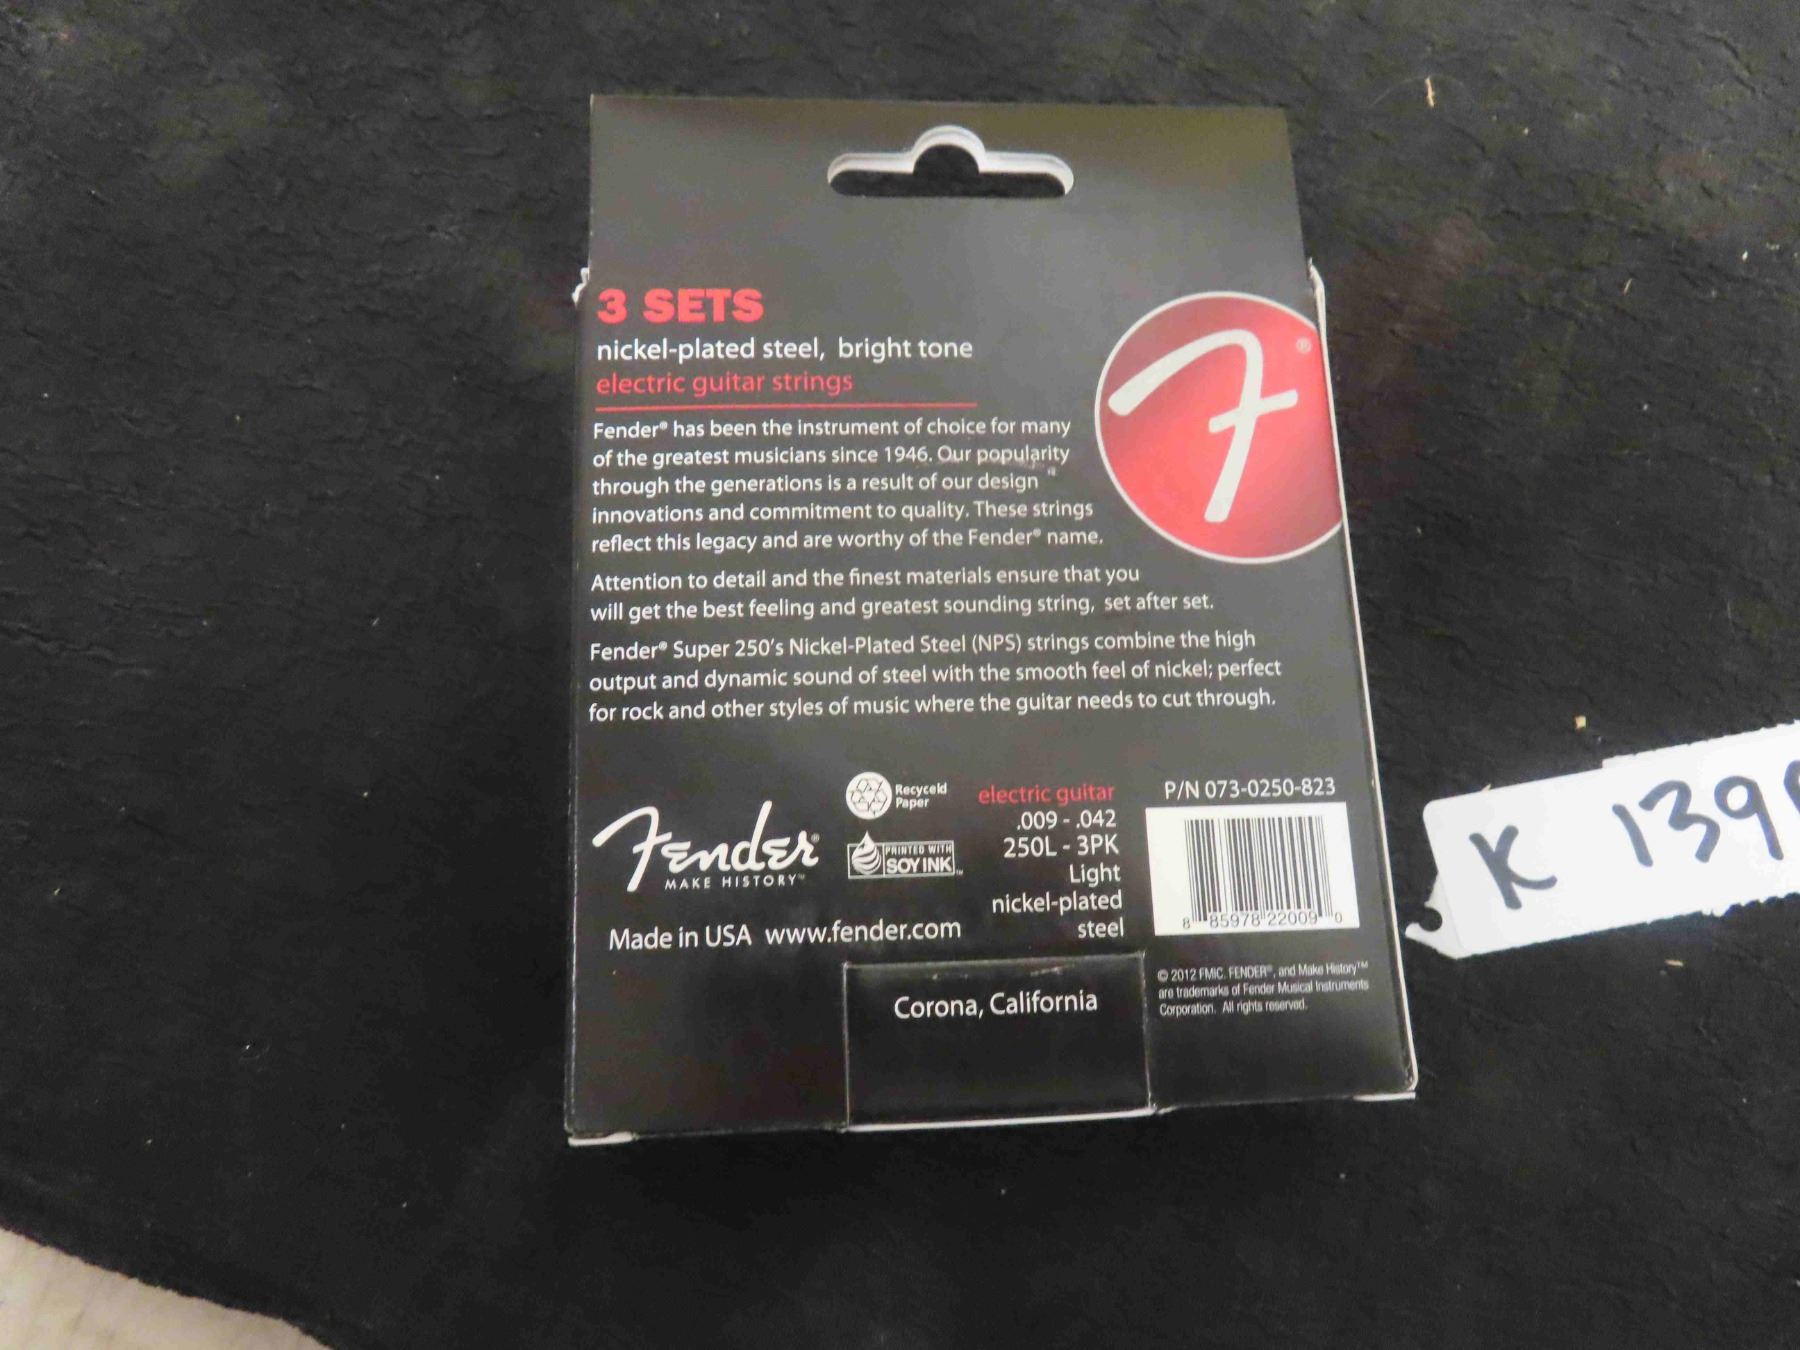 3 SETS
nickel-plated steel, bright tone
electric guitar strings
Fender® has been the instrument of choice for many
of the greatest musicians since 1946. Our popularity
through the generations is a result of our design
innovations and commitment to quality. These strings
reflect this legacy and are worthy of the Fender® name.
Attention to detail and the finest materials ensure that you
will get the best feeling and greatest sounding string, set after set.
Fender® Super 250's Nickel-Plated Steel (NPS) strings combine the high
output and dynamic sound of steel with the smooth feel of nickel; perfect
for rock and other styles of music where the guitar needs to cut through.
F®
Fender®
MAKE HISTORY™
Made in USA www.fender.com
Recyceld
Paper
PRINTED WITH
SOY INK™
electric guitar
.009 - .042
250L - 3PK
Light
nickel-plated
steel
P/N 073-0250-823
8 85978 22009 0
© 2012 FMIC. FENDER®, and Make History™
are trademarks of Fender Musical Instruments
Corporation. All rights reserved.
Corona, California
K 139